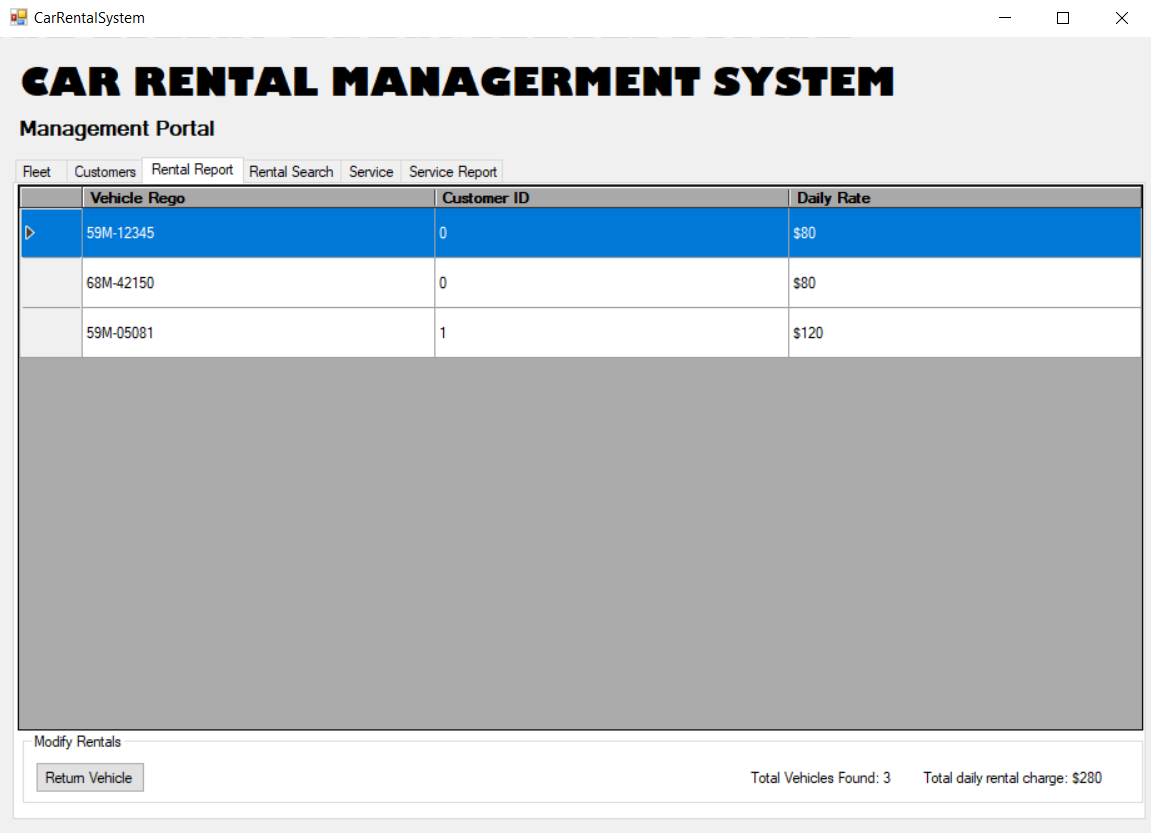 CarRentalSystem
CAR RENTAL MANAGERMENT SYSTEM
Management Portal
Fleet Customers Rental Report Rental Search Service Service Report
Vehicle Rego Customer ID Daily Rate
59M-12345 0 $80
68M-42150 0 $80
59M-05081 1 $120
Modify Rentals
Return Vehicle Total Vehicles Found: 3 Total daily rental charge: $280